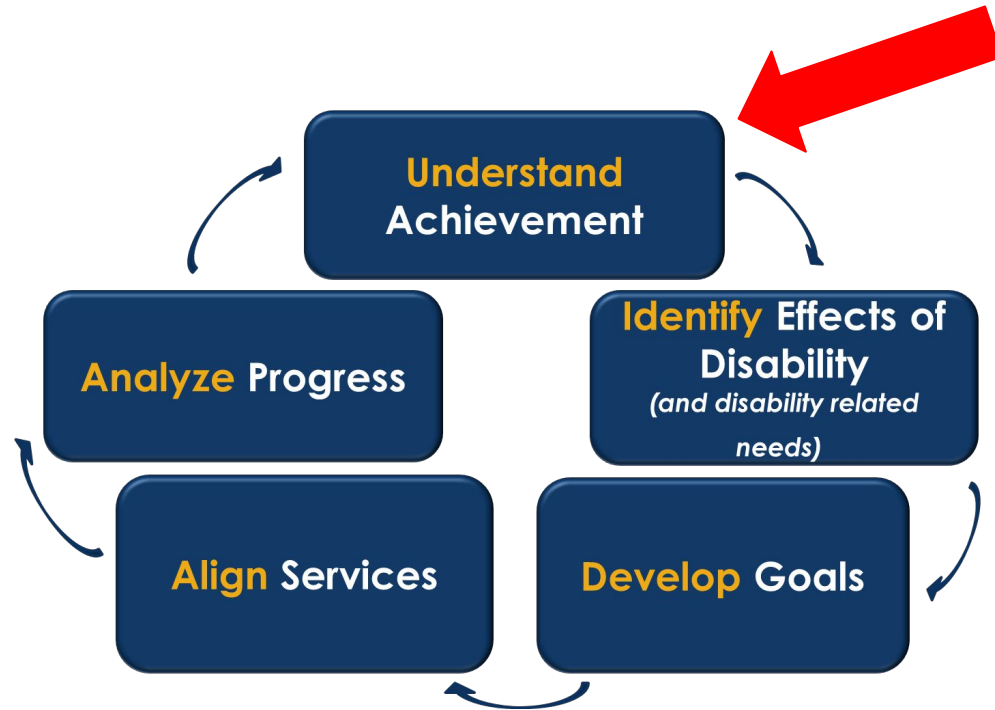 Understand
Achievement
Identify Effects of
Disability
(and disability related
needs)
Develop Goals
Align Services
Analyze Progress